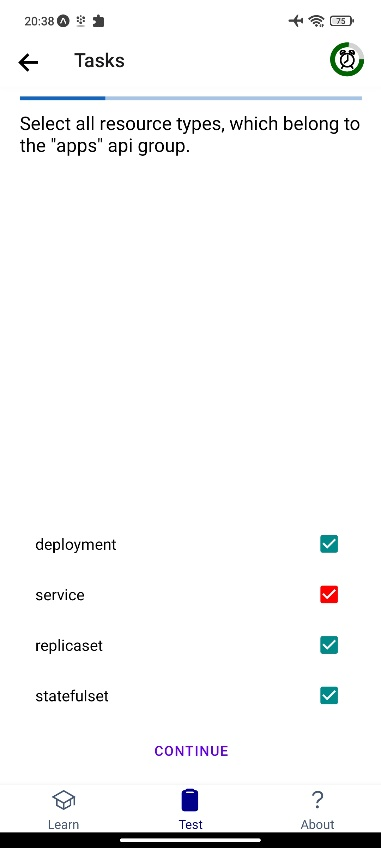 20:38
75
Tasks
Select all resource types, which belong to
the "apps" api group.
deployment
service
replicaset
statefulset
CONTINUE
Learn
Test
About